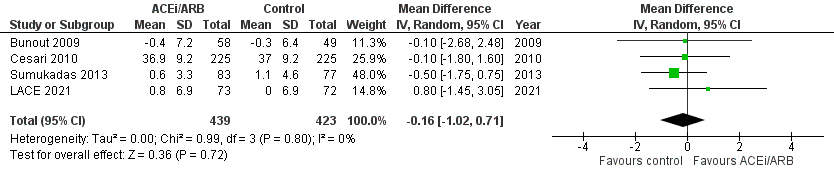 ACEi/ARB Control Mean Difference Mean Difference
Study or Subgroup Mean SD Total Mean SD Total Weight IV, Random, 95% CI Year IV, Random, 95% CI
Bunout 2009 -0.4 7.2 58 -0.3 6.4 49 11.3% -0.10 [-2.68, 2.48] 2009
Cesari 2010 36.9 9.2 225 37 9.2 225 25.9% -0.10 [-1.80, 1.60] 2010
Sumukadas 2013 0.6 3.3 83 1.1 4.6 77 48.0% -0.50 [-1.75, 0.75] 2013
LACE 2021 0.8 6.9 73 0 6.9 72 14.8% 0.80 [-1.45, 3.05] 2021
Total (95% CI) 439 423 100.0% -0.16 [-1.02, 0.71]
Heterogeneity: Tau² = 0.00; Chi² = 0.99, df = 3 (P = 0.80); I² = 0%
Test for overall effect: Z = 0.36 (P = 0.72)
-4 -2 0 2 4
Favours control Favours ACEi/ARB